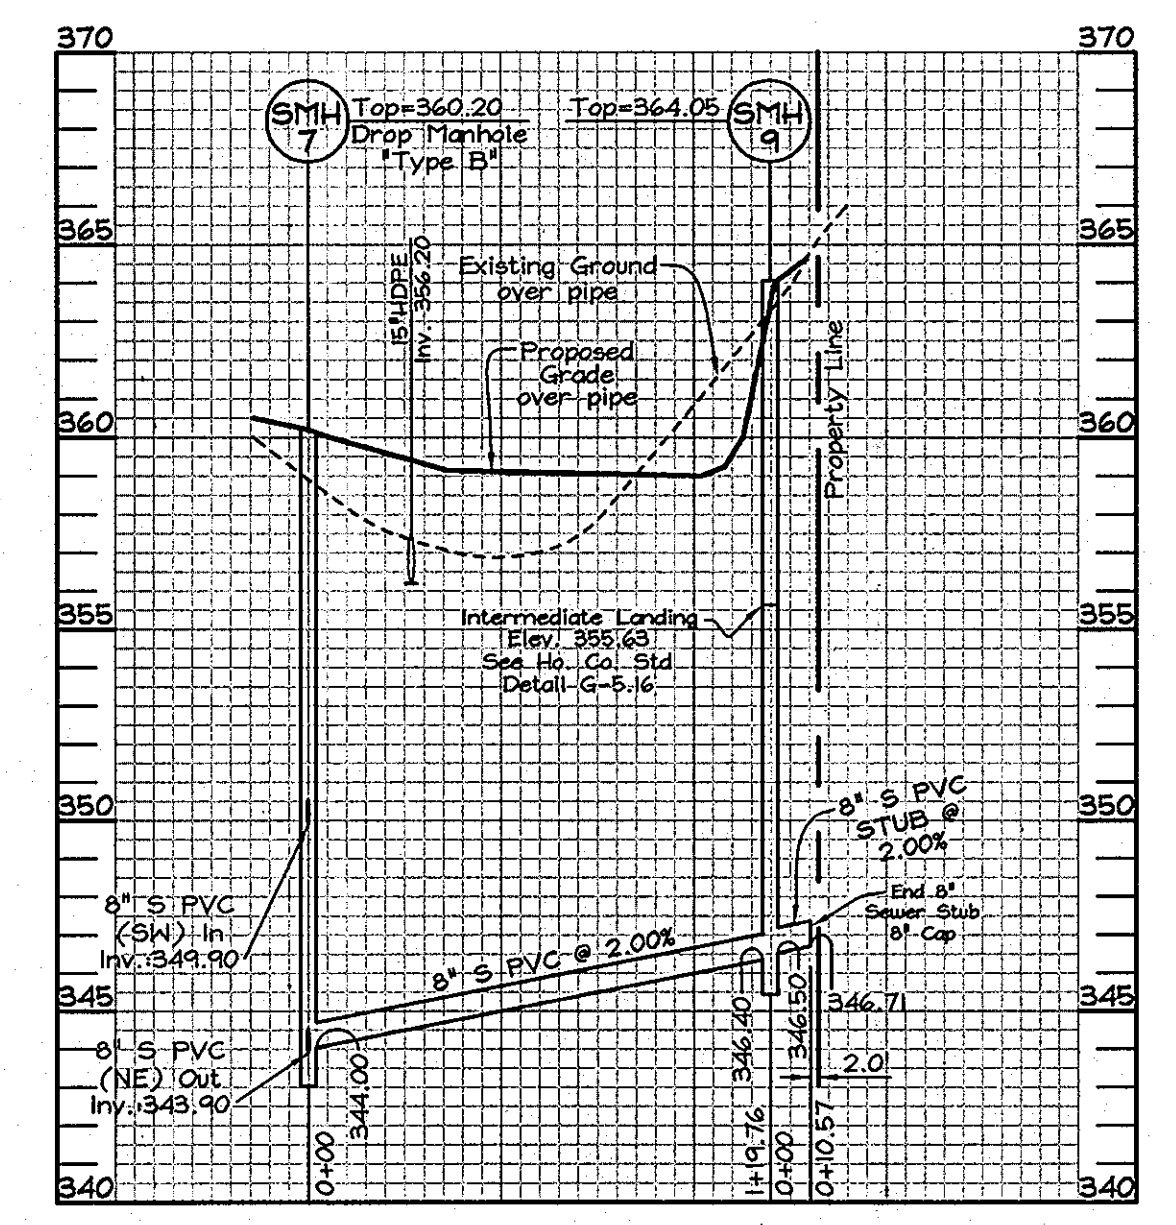 370
370
SMH
7
Top=360.20
Drop Manhole
"Type B"
Top=364.05
SMH
9
365
365
15"HDPE
Inv. 356.20
Existing Ground
over pipe
Proposed
Grade
over pipe
Property Line
360
360
355
355
Intermediate Landing
Elev. 355.63
See Ho. Co. Std
Detail G-5.16
350
350
8" S PVC
STUB @
2.00%
8" S PVC
(SW) In
Inv.:349.90
8" S PVC @ 2.00%
End 8"
Sewer Stub
8" Cap
345
345
346.40
346.50
346.71
8" S PVC
(NE) Out
Inv.:343.90
344.00
2.0
0+00
1+19.76
0+00
0+10.57
340
340